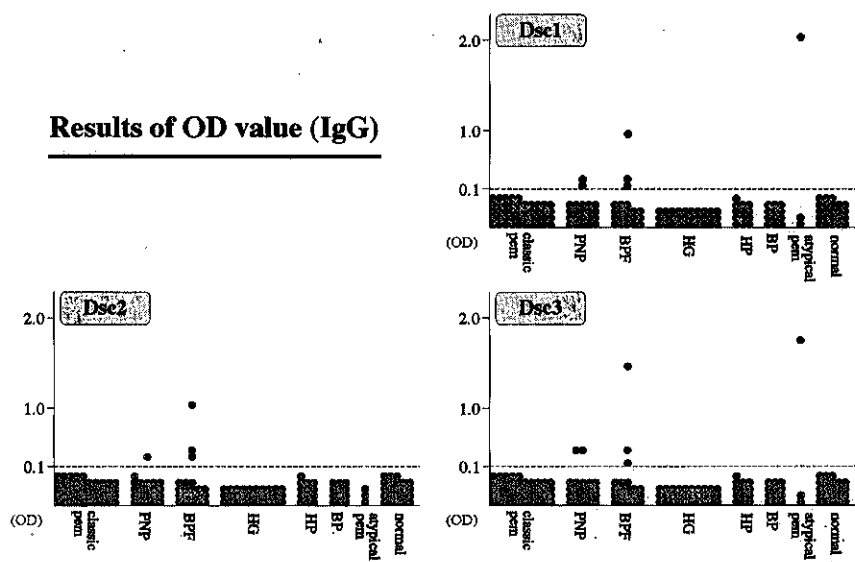 Dsc1
2.0
1.0
0.1
(OD)
classic
pem
PNP
BPF
HG
HP
BP
atypical
pem
normal
Results of OD value (IgG)
Dsc2
2.0
1.0
0.1
(OD)
classic
pem
PNP
BPF
HG
HP
BP
atypical
pem
normal
Dsc3
2.0
1.0
0.1
(OD)
classic
pem
PNP
BPF
HG
HP
BP
atypical
pem
normal